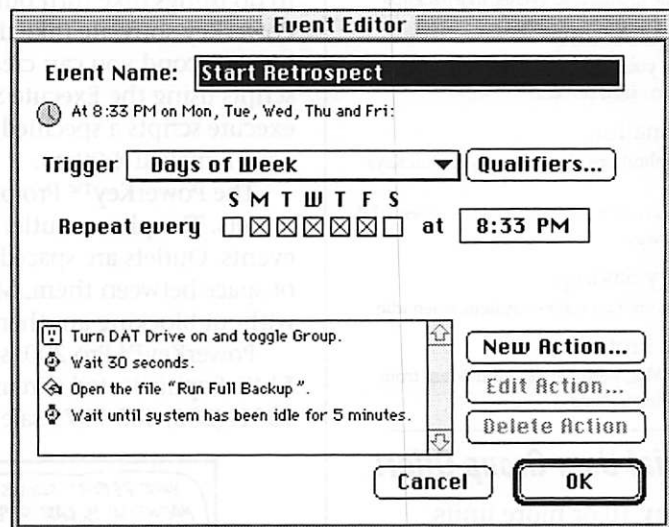 Event Editor
Event Name: Start Retrospect
At 8:33 PM on Mon, Tue, Wed, Thu and Fri:
Trigger Days of Week Qualifiers...
S M T W T F S
Repeat every at 8:33 PM
Turn DAT Drive on and toggle Group.
Wait 30 seconds.
Open the file "Run Full Backup".
Wait until system has been idle for 5 minutes.
New Action...
Edit Action...
Delete Action
Cancel OK